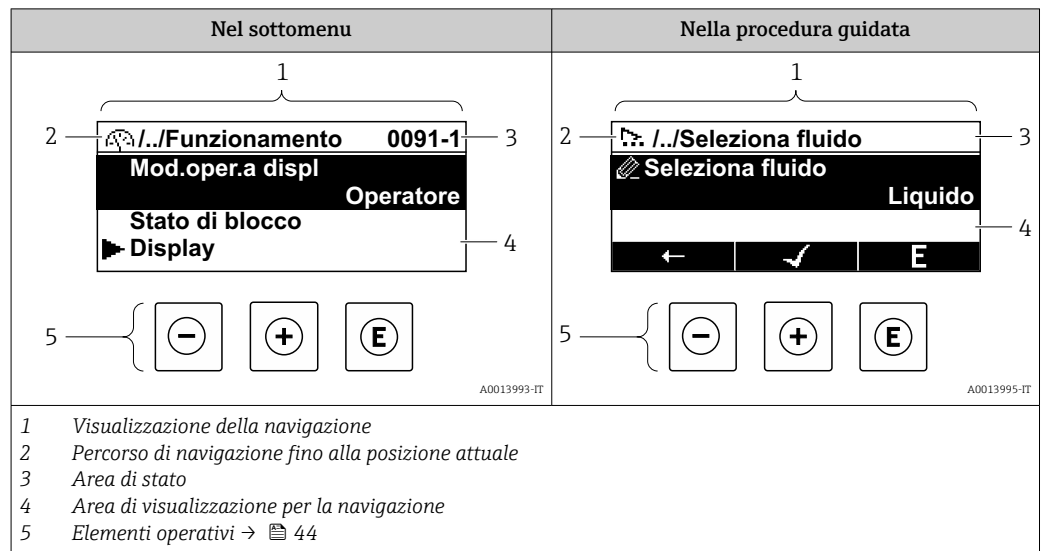 Nel sottomenu
Nella procedura guidata
1
2
/../Funzionamento 0091-1
3
Mod.oper.a displ
Operatore
Stato di blocco
Display
4
5
- + E
A0013993-IT
1
2
/../Seleziona fluido
3
Seleziona fluido
Liquido
4
← ✓ E
5
- + E
A0013995-IT
1 Visualizzazione della navigazione
2 Percorso di navigazione fino alla posizione attuale
3 Area di stato
4 Area di visualizzazione per la navigazione
5 Elementi operativi → 44